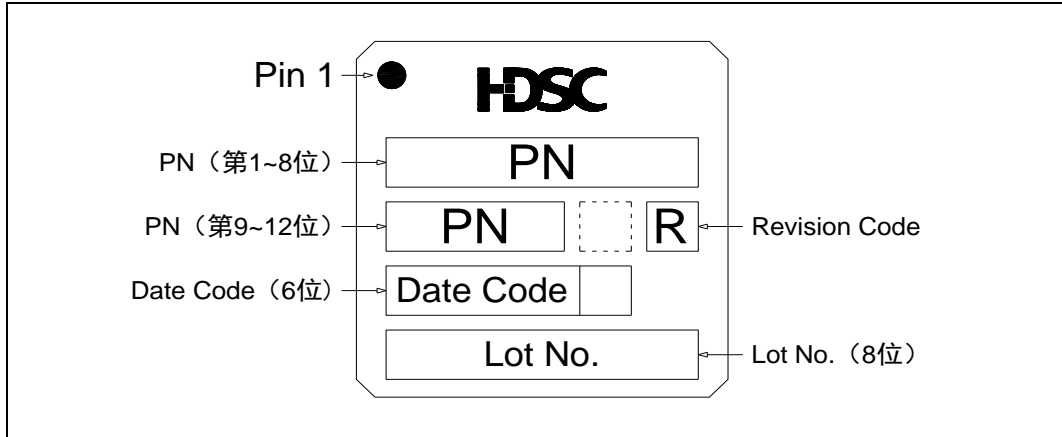 Pin 1
HDSC
PN（第1~8位）
PN
PN（第9~12位）
PN
R
Revision Code
Date Code（6位）
Date Code
Lot No.
Lot No.（8位）